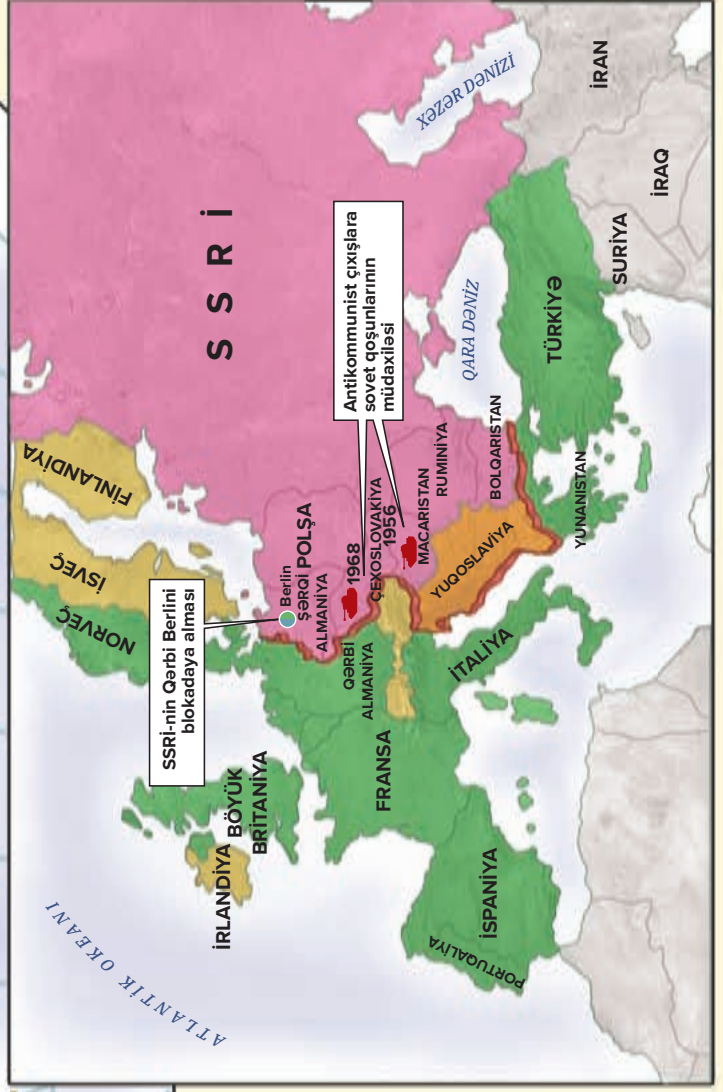 ATLANTİK OKEANI
İRLANDİYA
BÖYÜK
BRİTANİYA
NORVEÇ
İSVEÇ
FİNLANDİYA
SSRİ-nin Qərbi Berlini
blokadaya alması
S S R İ
Berlin
ŞƏRQİ
ALMANİYA
POLŞA
1968
QƏRBİ
ALMANİYA
ÇEXOSLOVAKİYA
1956
MACARISTAN
RUMINİYA
Antikommunist çıxışlara
sovet qoşunlarının
müdaxiləsi
FRANSA
İSPANİYA
PORTUQALİYA
İTALİYA
YUQOSLAVİYA
BOLQARISTAN
YUNANISTAN
QARA DƏNİZ
XƏZƏR DƏNİZİ
TÜRKİYƏ
SURİYA
İRAQ
İRAN